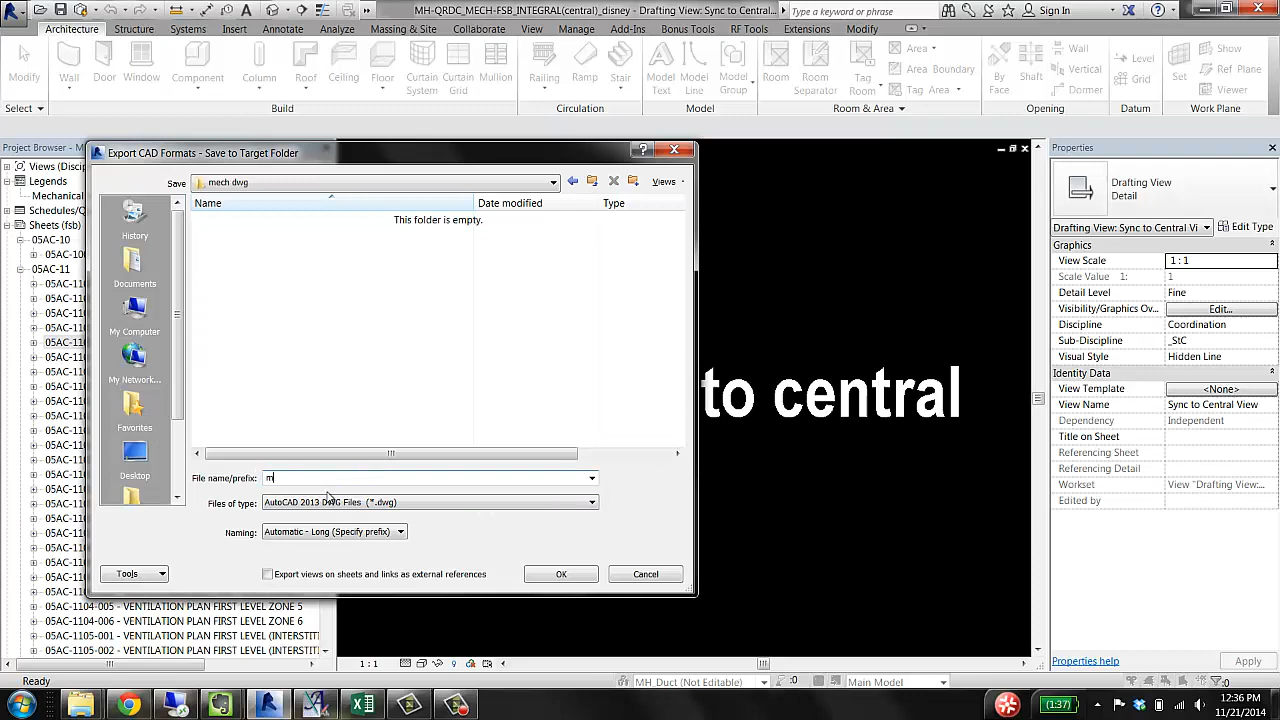 MH-QRDC_MECH-FSB_INTEGRAL(central)_disney - Drafting View: Sync to Central...
Type a keyword or phrase
Sign In
Architecture Structure Systems Insert Annotate Analyze Massing & Site Collaborate View Manage Add-Ins Bonus Tools RF Tools Extensions Modify
Modify Wall Door Window Component Column Roof Ceiling Floor Curtain System Curtain Grid Mullion Railing Ramp Stair Model Text Model Line Model Group Room Room Separator Tag Room By Face Shaft Set
Area Wall Level Show
Area Boundary Vertical Grid Ref Plane
Tag Area Dormer Viewer
Select Build Circulation Model Room & Area Opening Datum Work Plane
Project Browser - M
Views (Disci
Legends
Mechanical
Schedules/Q
Sheets (fsb)
05AC-10
05AC-100
05AC-11
05AC-1104-005 - VENTILATION PLAN FIRST LEVEL ZONE 5
05AC-1104-006 - VENTILATION PLAN FIRST LEVEL ZONE 6
05AC-1105-001 - VENTILATION PLAN FIRST LEVEL (INTERSTITI
05AC-1105-002 - VENTILATION PLAN FIRST LEVEL (INTERSTITI
Export CAD Formats - Save to Target Folder
Save mech dwg Views
Name Date modified Type
This folder is empty.
History
Documents
My Computer
My Network...
Favorites
Desktop
File name/prefix: m
Files of type: AutoCAD 2013 DWG Files (*.dwg)
Naming: Automatic - Long (Specify prefix)
Tools
Export views on sheets and links as external references
OK Cancel
to central
Properties
Drafting View
Detail
Drafting View: Sync to Central Vi Edit Type
Graphics
View Scale 1 : 1
Scale Value 1: 1
Detail Level Fine
Visibility/Graphics Ov... Edit...
Discipline Coordination
Sub-Discipline _StC
Visual Style Hidden Line
Identity Data
View Template <None>
View Name Sync to Central View
Dependency Independent
Title on Sheet
Referencing Sheet
Referencing Detail
Workset View "Drafting View:...
Edited by
Properties help Apply
1 : 1
Ready
MH_Duct (Not Editable)
:0
Main Model
:0
(1:37)
12:36 PM
11/21/2014